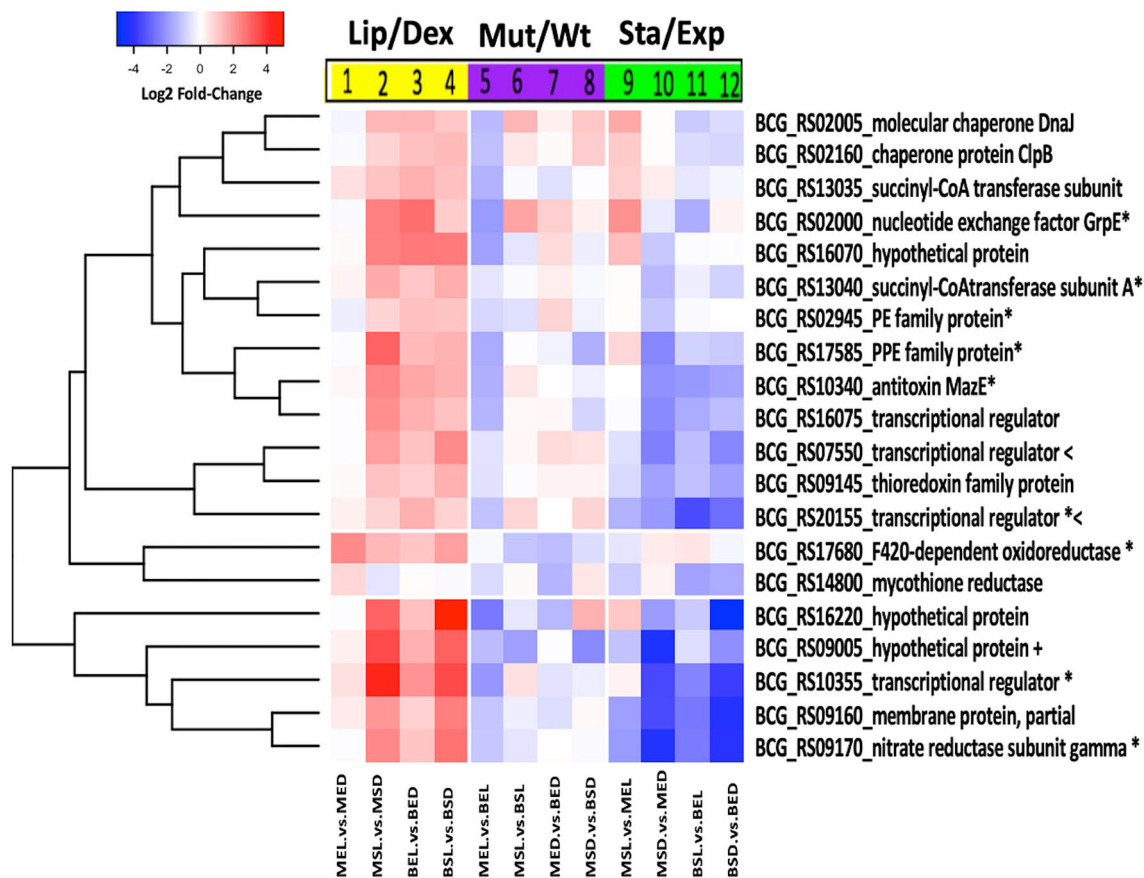 Lip/Dex Mut/Wt Sta/Exp
-4 -2 0 2 4
Log2 Fold-Change
1 2 3 4 5 6 7 8 9 10 11 12
BCG_RS02005_molecular chaperone DnaJ
BCG_RS02160_chaperone protein ClpB
BCG_RS13035_succinyl-CoA transferase subunit
BCG_RS02000_nucleotide exchange factor GrpE*
BCG_RS16070_hypothetical protein
BCG_RS13040_succinyl-CoAtransferase subunit A*
BCG_RS02945_PE family protein*
BCG_RS17585_PPE family protein*
BCG_RS10340_antitoxin MazE*
BCG_RS16075_transcriptional regulator
BCG_RS07550_transcriptional regulator <
BCG_RS09145_thioredoxin family protein
BCG_RS20155_transcriptional regulator *<
BCG_RS17680_F420-dependent oxidoreductase *
BCG_RS14800_mycothione reductase
BCG_RS16220_hypothetical protein
BCG_RS09005_hypothetical protein +
BCG_RS10355_transcriptional regulator *
BCG_RS09160_membrane protein, partial
BCG_RS09170_nitrate reductase subunit gamma *
MEL.vs.MED
MSL.vs.MSD
BEL.vs.BED
BSL.vs.BSD
MEL.vs.BEL
MSL.vs.BSL
MED.vs.BED
MSD.vs.BSD
MSL.vs.MEL
MSD.vs.MED
BSL.vs.BEL
BSD.vs.BED